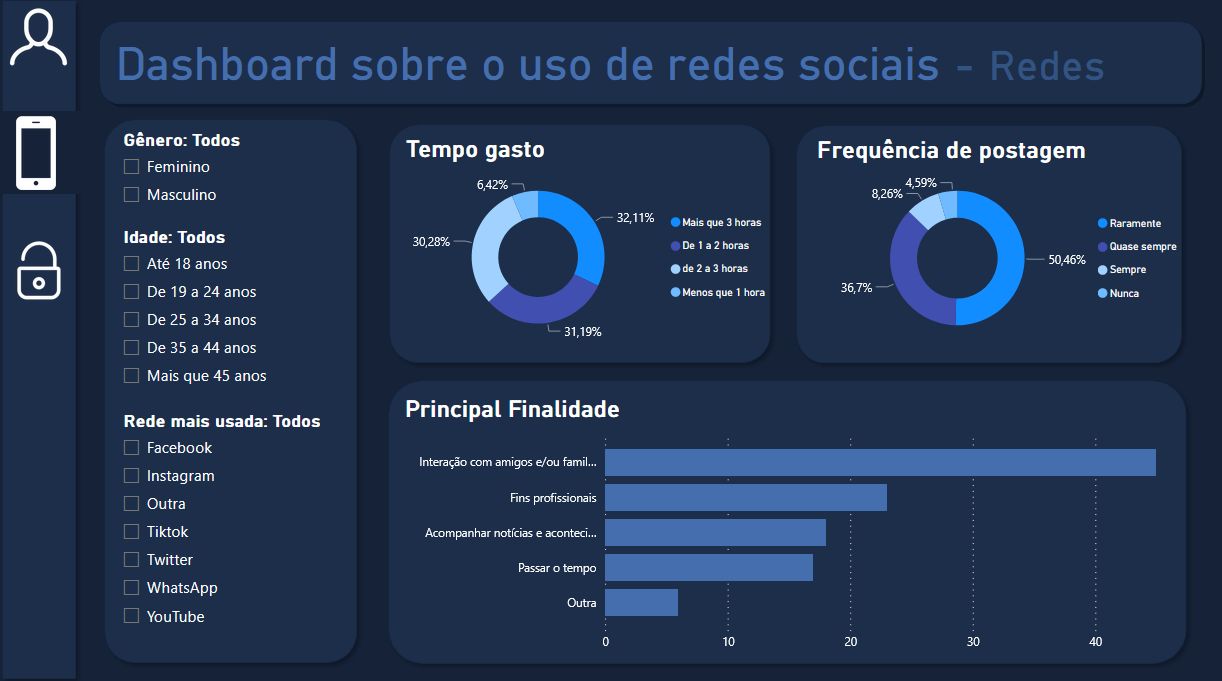 Dashboard sobre o uso de redes sociais - Redes
Gênero: Todos
Feminino
Masculino
Idade: Todos
Até 18 anos
De 19 a 24 anos
De 25 a 34 anos
De 35 a 44 anos
Mais que 45 anos
Rede mais usada: Todos
Facebook
Instagram
Outra
Tiktok
Twitter
WhatsApp
YouTube
Tempo gasto
6,42%
32,11%
30,28%
31,19%
Mais que 3 horas
De 1 a 2 horas
de 2 a 3 horas
Menos que 1 hora
Frequência de postagem
4,59%
8,26%
50,46%
36,7%
Raramente
Quase sempre
Sempre
Nunca
Principal Finalidade
Interação com amigos e/ou famil...
Fins profissionais
Acompanhar notícias e aconteci...
Passar o tempo
Outra
0 10 20 30 40